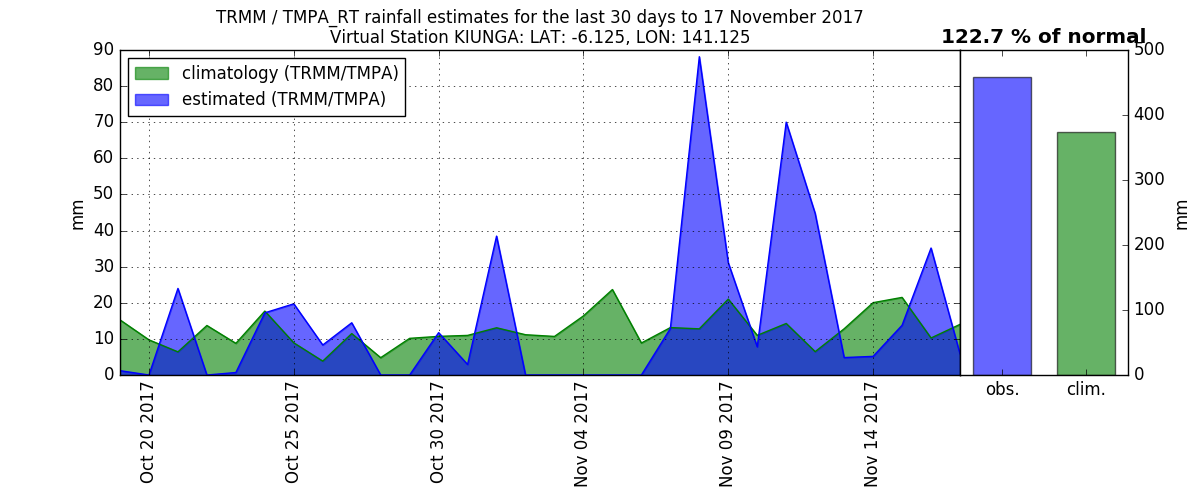 TRMM / TMPA_RT rainfall estimates for the last 30 days to 17 November 2017
Virtual Station KIUNGA: LAT: -6.125, LON: 141.125
122.7 % of normal
climatology (TRMM/TMPA)
estimated (TRMM/TMPA)
90
80
70
60
50
40
30
20
10
0
mm
Oct 20 2017
Oct 25 2017
Oct 30 2017
Nov 04 2017
Nov 09 2017
Nov 14 2017
500
400
300
200
100
0
mm
obs.
clim.